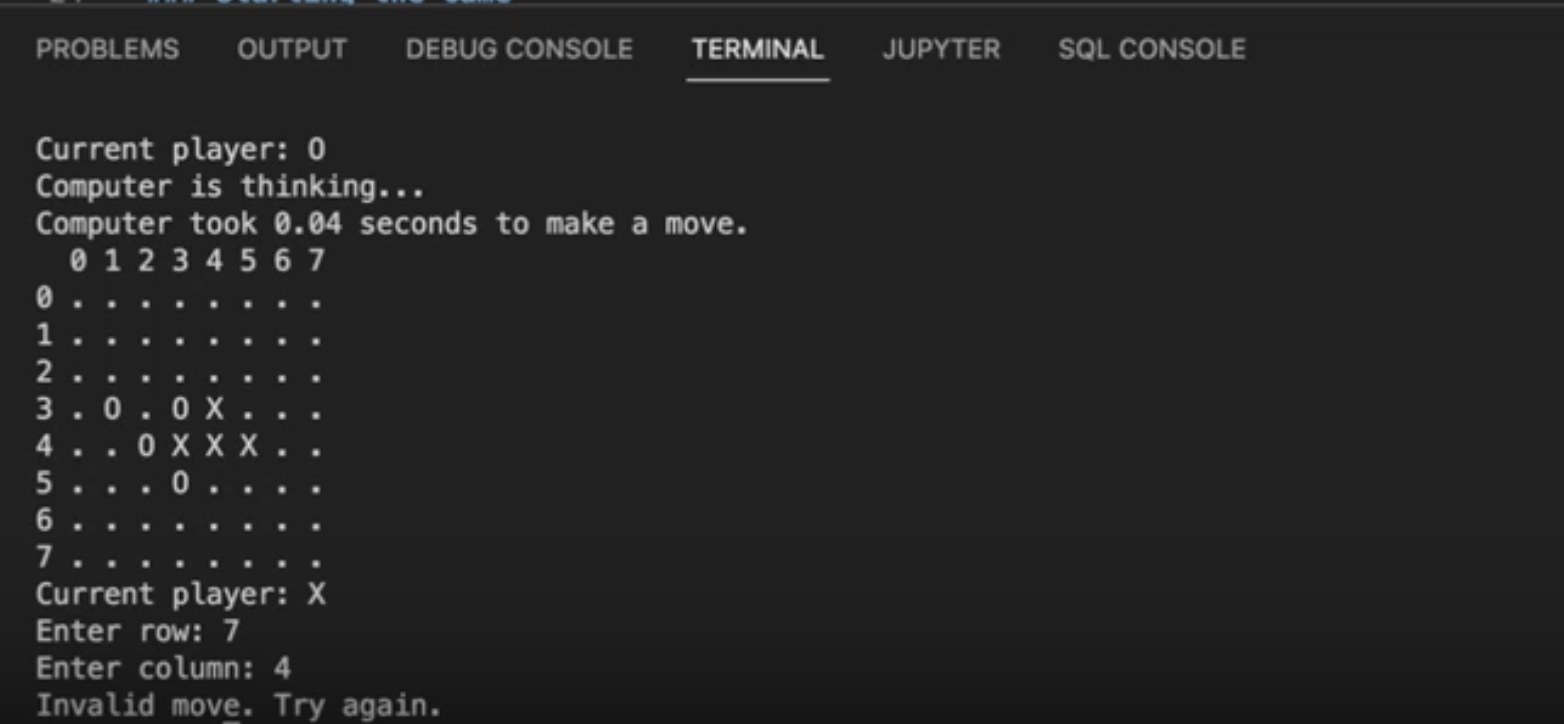 PROBLEMS OUTPUT DEBUG CONSOLE TERMINAL JUPYTER SQL CONSOLE
Current player: O
Computer is thinking...
Computer took 0.04 seconds to make a move.
  0 1 2 3 4 5 6 7
0 . . . . . . . .
1 . . . . . . . .
2 . . . . . . . .
3 . O . O X . . .
4 . . O X X X . .
5 . . . O . . . .
6 . . . . . . . .
7 . . . . . . . .
Current player: X
Enter row: 7
Enter column: 4
Invalid move. Try again.